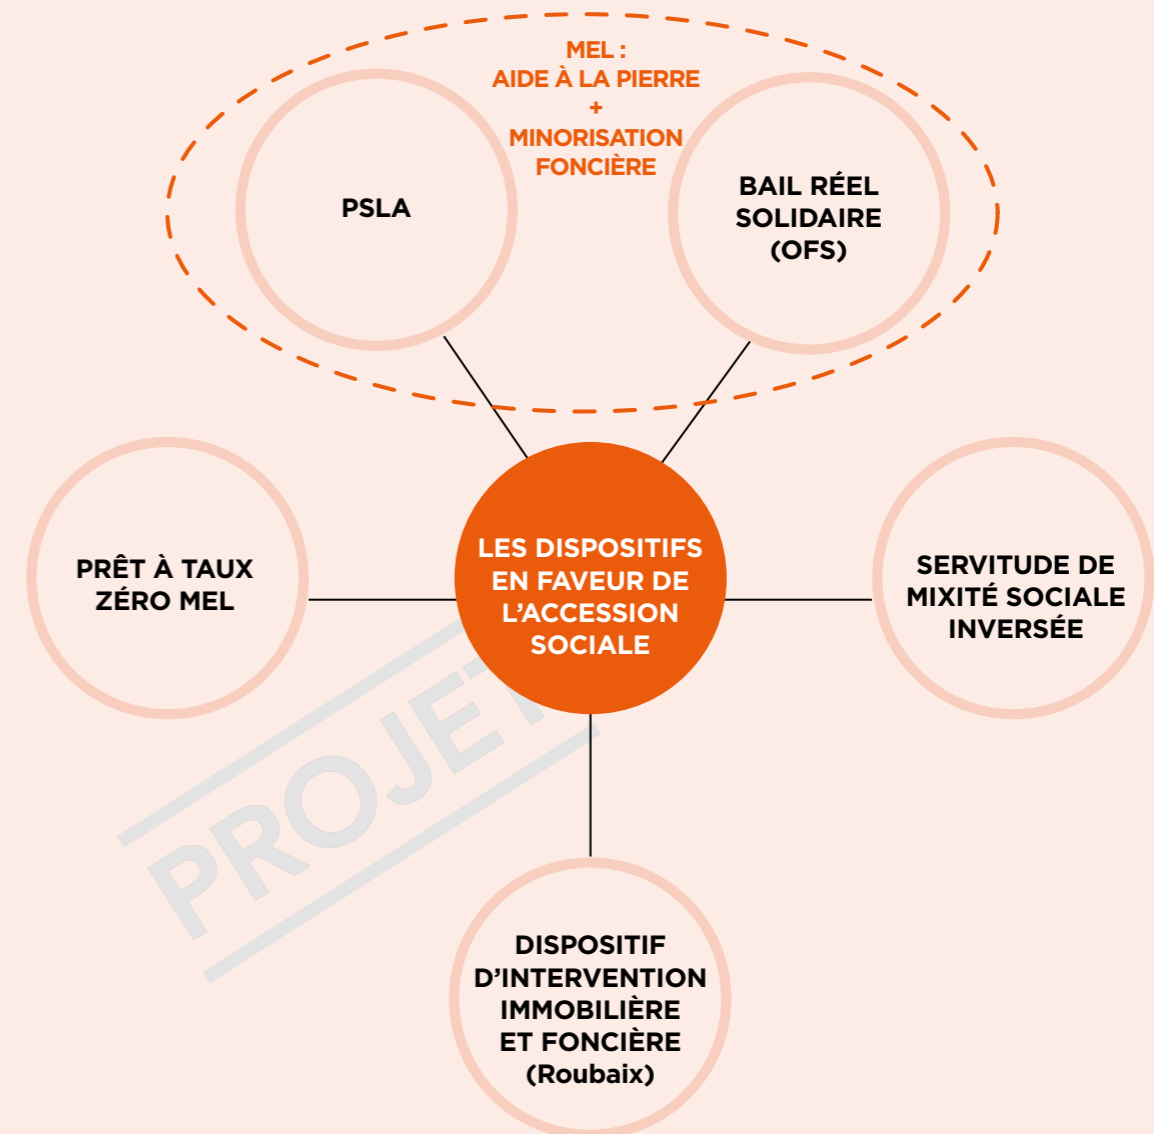 MEL :
AIDE À LA PIERRE
+
MINORISATION
FONCIÈRE
PSLA
BAIL RÉEL
SOLIDAIRE
(OFS)
PRÊT À TAUX
ZÉRO MEL
LES DISPOSITIFS
EN FAVEUR DE
L’ACCESSION
SOCIALE
SERVITUDE DE
MIXITÉ SOCIALE
INVERSÉE
PROJET
DISPOSITIF
D’INTERVENTION
IMMOBILIÈRE
ET FONCIÈRE
(Roubaix)